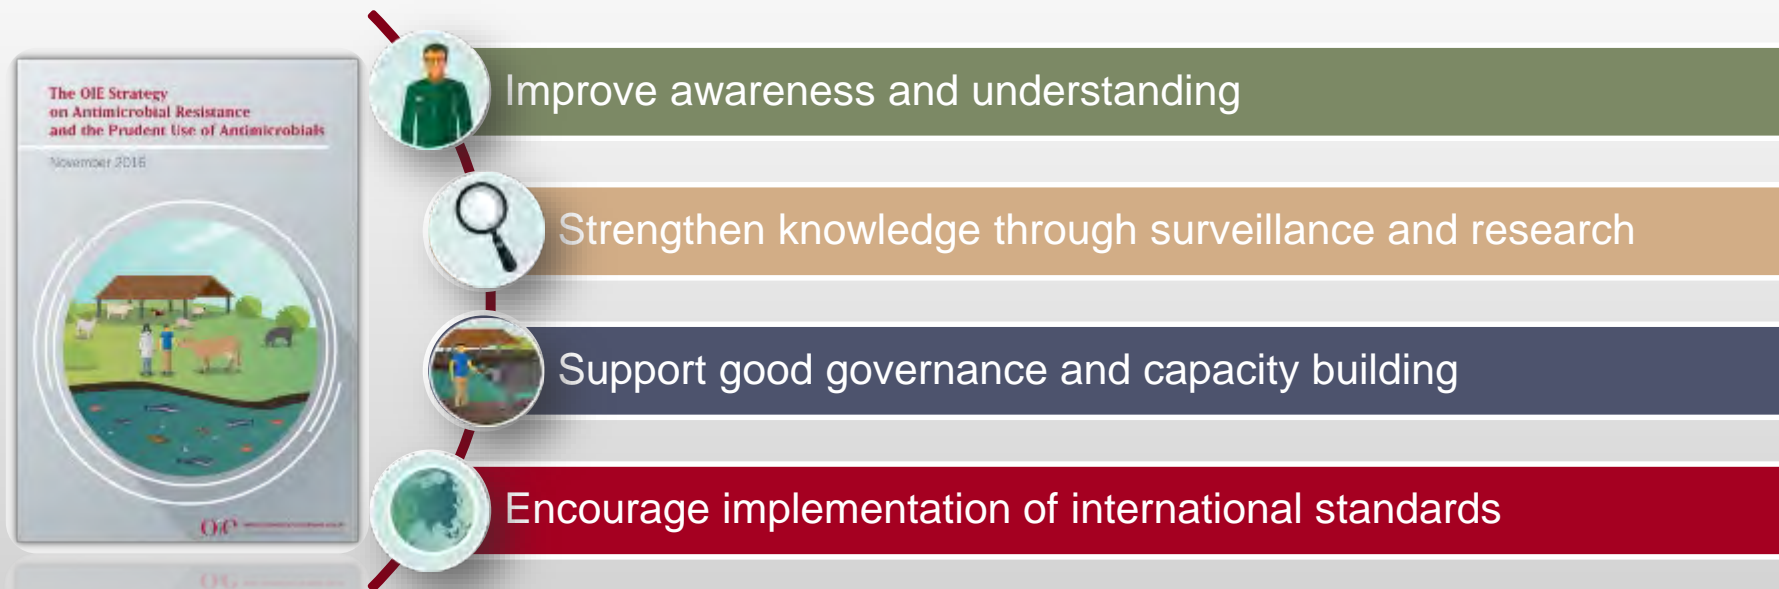 The OIE Strategy
on Antimicrobial Resistance
and the Prudent Use of Antimicrobials
November 2016
Oie
Improve awareness and understanding
Strengthen knowledge through surveillance and research
Support good governance and capacity building
Encourage implementation of international standards